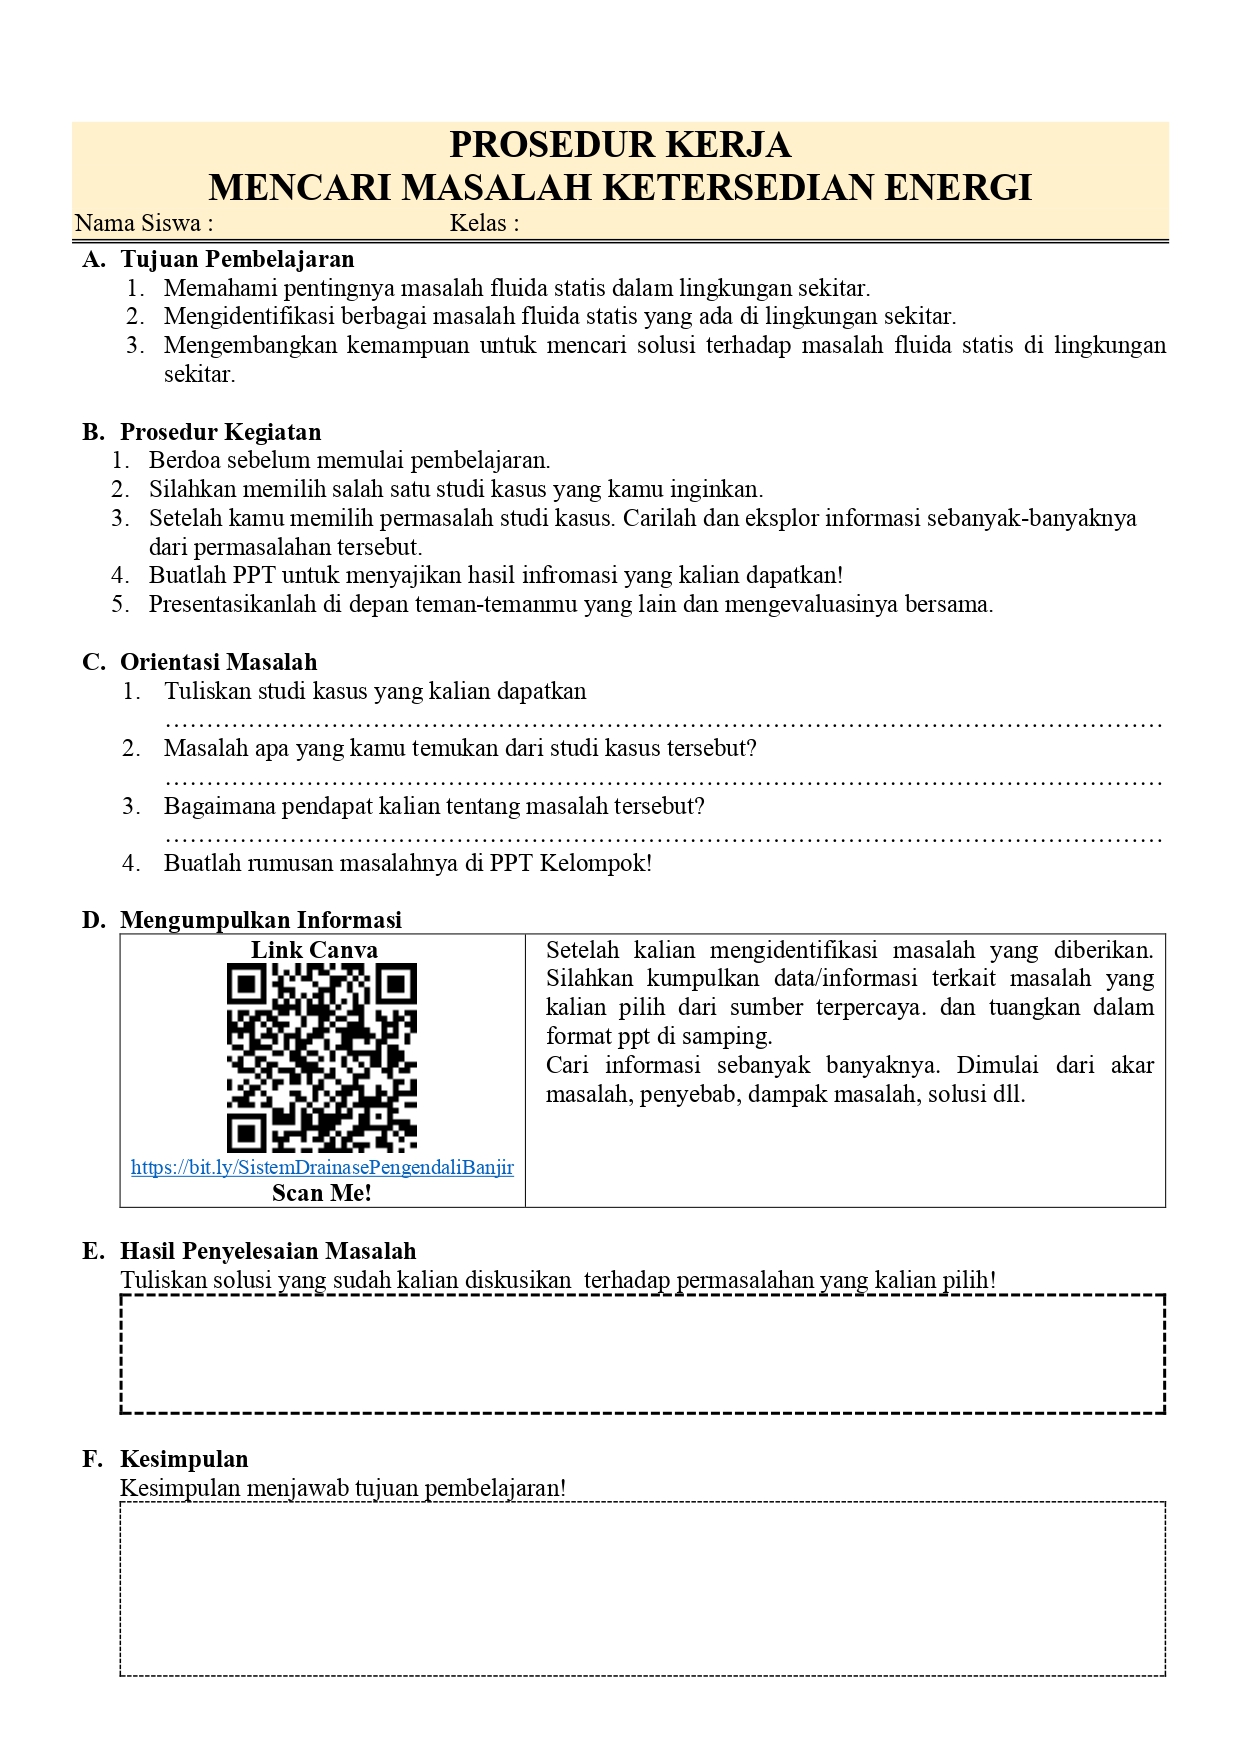 PROSEDUR KERJA
MENCARI MASALAH KETERSEDIAN ENERGI
Nama Siswa : Kelas :
A. Tujuan Pembelajaran
1. Memahami pentingnya masalah fluida statis dalam lingkungan sekitar.
2. Mengidentifikasi berbagai masalah fluida statis yang ada di lingkungan sekitar.
3. Mengembangkan kemampuan untuk mencari solusi terhadap masalah fluida statis di lingkungan
sekitar.
B. Prosedur Kegiatan
1. Berdoa sebelum memulai pembelajaran.
2. Silahkan memilih salah satu studi kasus yang kamu inginkan.
3. Setelah kamu memilih permasalah studi kasus. Carilah dan eksplor informasi sebanyak-banyaknya
dari permasalahan tersebut.
4. Buatlah PPT untuk menyajikan hasil infromasi yang kalian dapatkan!
5. Presentasikanlah di depan teman-temanmu yang lain dan mengevaluasinya bersama.
C. Orientasi Masalah
1. Tuliskan studi kasus yang kalian dapatkan
……………………………………………………………………………………………………………
2. Masalah apa yang kamu temukan dari studi kasus tersebut?
……………………………………………………………………………………………………………
3. Bagaimana pendapat kalian tentang masalah tersebut?
……………………………………………………………………………………………………………
4. Buatlah rumusan masalahnya di PPT Kelompok!
D. Mengumpulkan Informasi
Link Canva
https://bit.ly/SistemDrainasePengendaliBanjir
Scan Me!
Setelah kalian mengidentifikasi masalah yang diberikan.
Silahkan kumpulkan data/informasi terkait masalah yang
kalian pilih dari sumber terpercaya. dan tuangkan dalam
format ppt di samping.
Cari informasi sebanyak banyaknya. Dimulai dari akar
masalah, penyebab, dampak masalah, solusi dll.
E. Hasil Penyelesaian Masalah
Tuliskan solusi yang sudah kalian diskusikan terhadap permasalahan yang kalian pilih!
F. Kesimpulan
Kesimpulan menjawab tujuan pembelajaran!